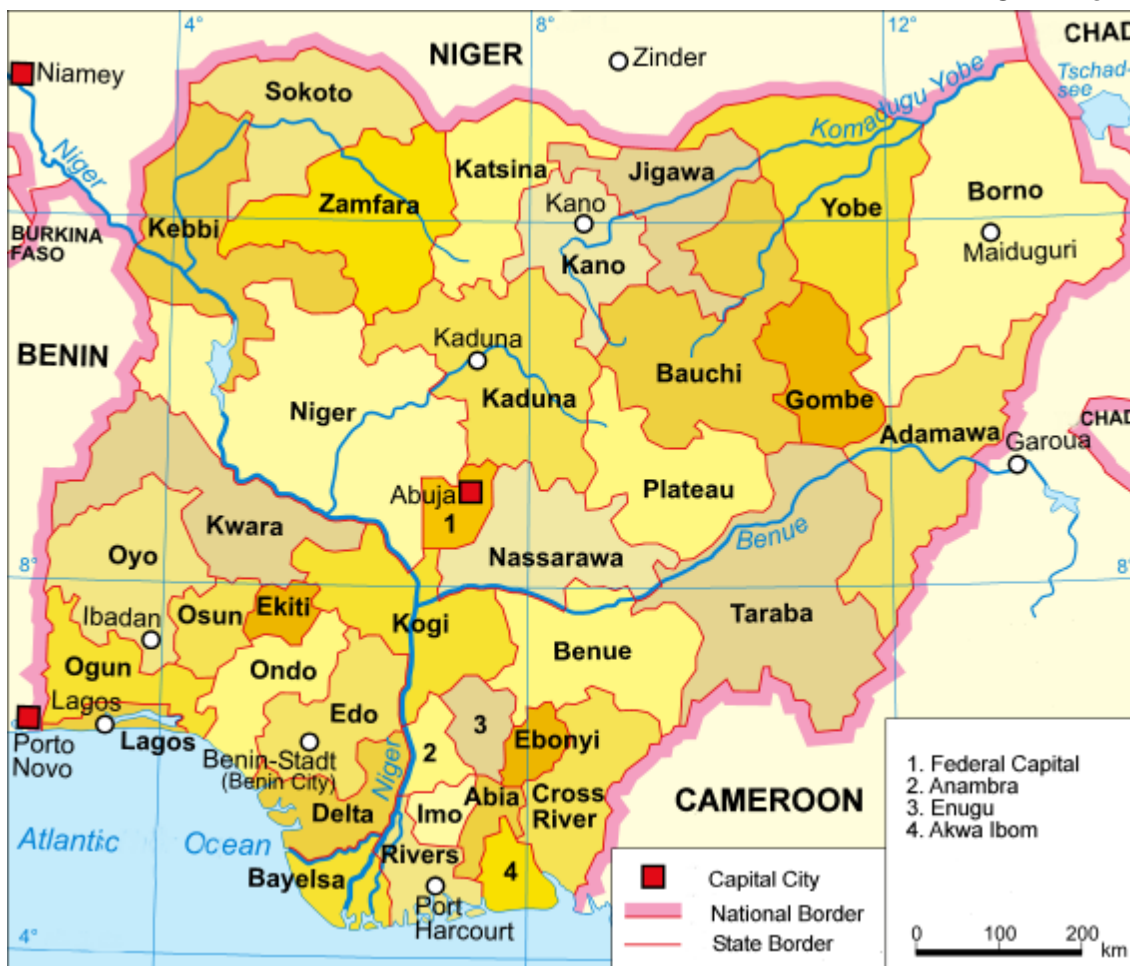 4°
8°
12°
NIGER
Zinder
CHAD
Niamey
Tschad-
see
Sokoto
Komadugu Yobe
Niger
Katsina
Jigawa
Zamfara
Kano
Yobe
Borno
Kebbi
BURKINA
FASO
Kano
Maiduguri
BENIN
Kaduna
Bauchi
Niger
Kaduna
Gombe
CHAD
Adamawa
Garoua
Abuja
Plateau
1
Kwara
Benue
Oyo
Nassarawa
8°
8°
Ibadan
Osun
Ekiti
Kogi
Taraba
Benue
Ogun
Ondo
Lagos
Edo
3
Porto
Novo
Lagos
Benin-Stadt
(Benin City)
Niger
2
Ebonyi
Delta
Imo
Abia
Cross
River
CAMEROON
Atlantic Ocean
Rivers
Bayelsa
4
Port
Harcourt
4°
Capital City
National Border
State Border
1. Federal Capital
2. Anambra
3. Enugu
4. Akwa Ibom
0 100 200 km